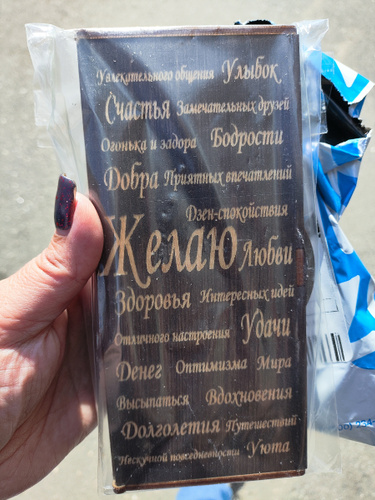 Увлекательного общения Улыбок
Счастья Замечательных друзей
Огонька и задора Бодрости
Добра Приятных впечатлений
Дзен-спокойствия
Желаю Любви
Здоровья Интересных идей
Отличного настроения Удачи
Денег Оптимизма Мира
Высыпаться Вдохновения
Долголетия Путешествий
Нескучной повседневности Уюта